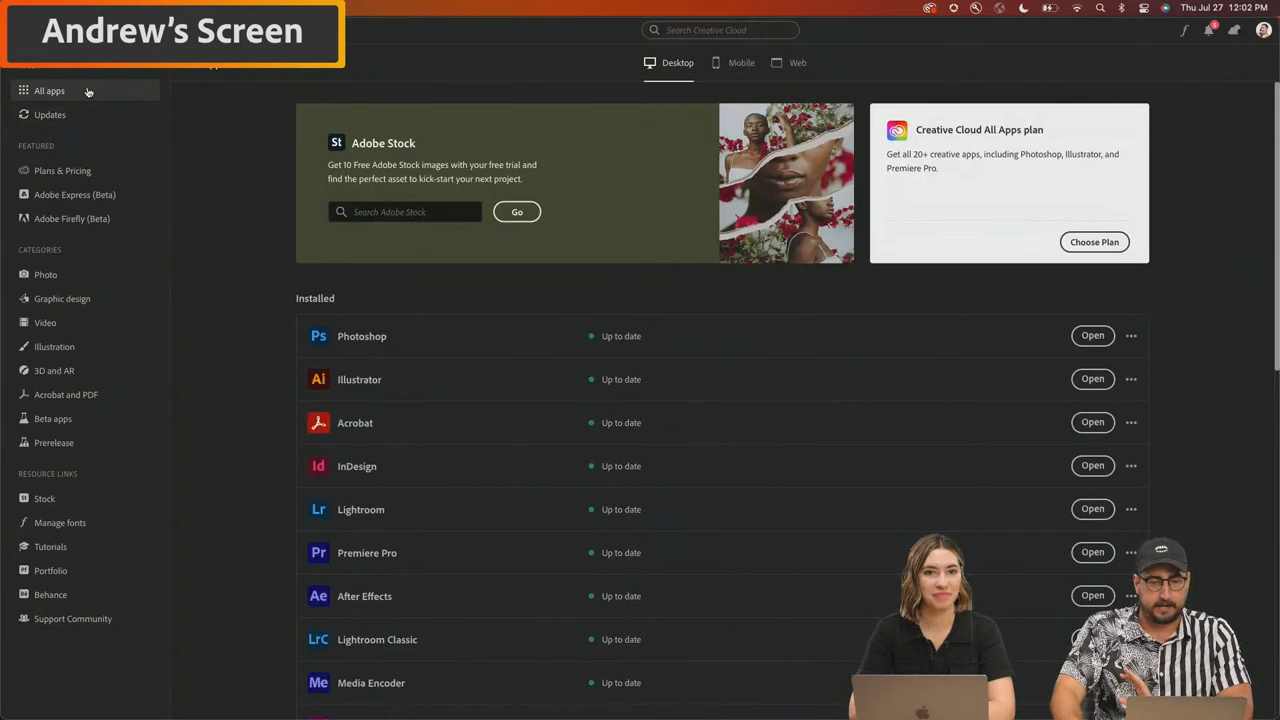 Andrew's Screen
Thu Jul 27 12:02 PM
Search Creative Cloud
Desktop
Mobile
Web
All apps
Updates
FEATURED
Plans & Pricing
Adobe Express (Beta)
Adobe Firefly (Beta)
CATEGORIES
Photo
Graphic design
Video
Illustration
3D and AR
Acrobat and PDF
Beta apps
Prerelease
RESOURCE LINKS
St Stock
Manage fonts
Tutorials
Portfolio
Behance
Support Community
St Adobe Stock
Get 10 Free Adobe Stock images with your free trial and
find the perfect asset to kick-start your next project.
Search Adobe Stock
Go
Creative Cloud All Apps plan
Get all 20+ creative apps, including Photoshop, Illustrator, and
Premiere Pro.
Choose Plan
Installed
Ps Photoshop Up to date Open
Ai Illustrator Up to date Open
Acrobat Up to date Open
Id InDesign Up to date Open
Lr Lightroom Up to date Open
Pr Premiere Pro Up to date Open
Ae After Effects Up to date Open
LrC Lightroom Classic Up to date
Me Media Encoder Up to date